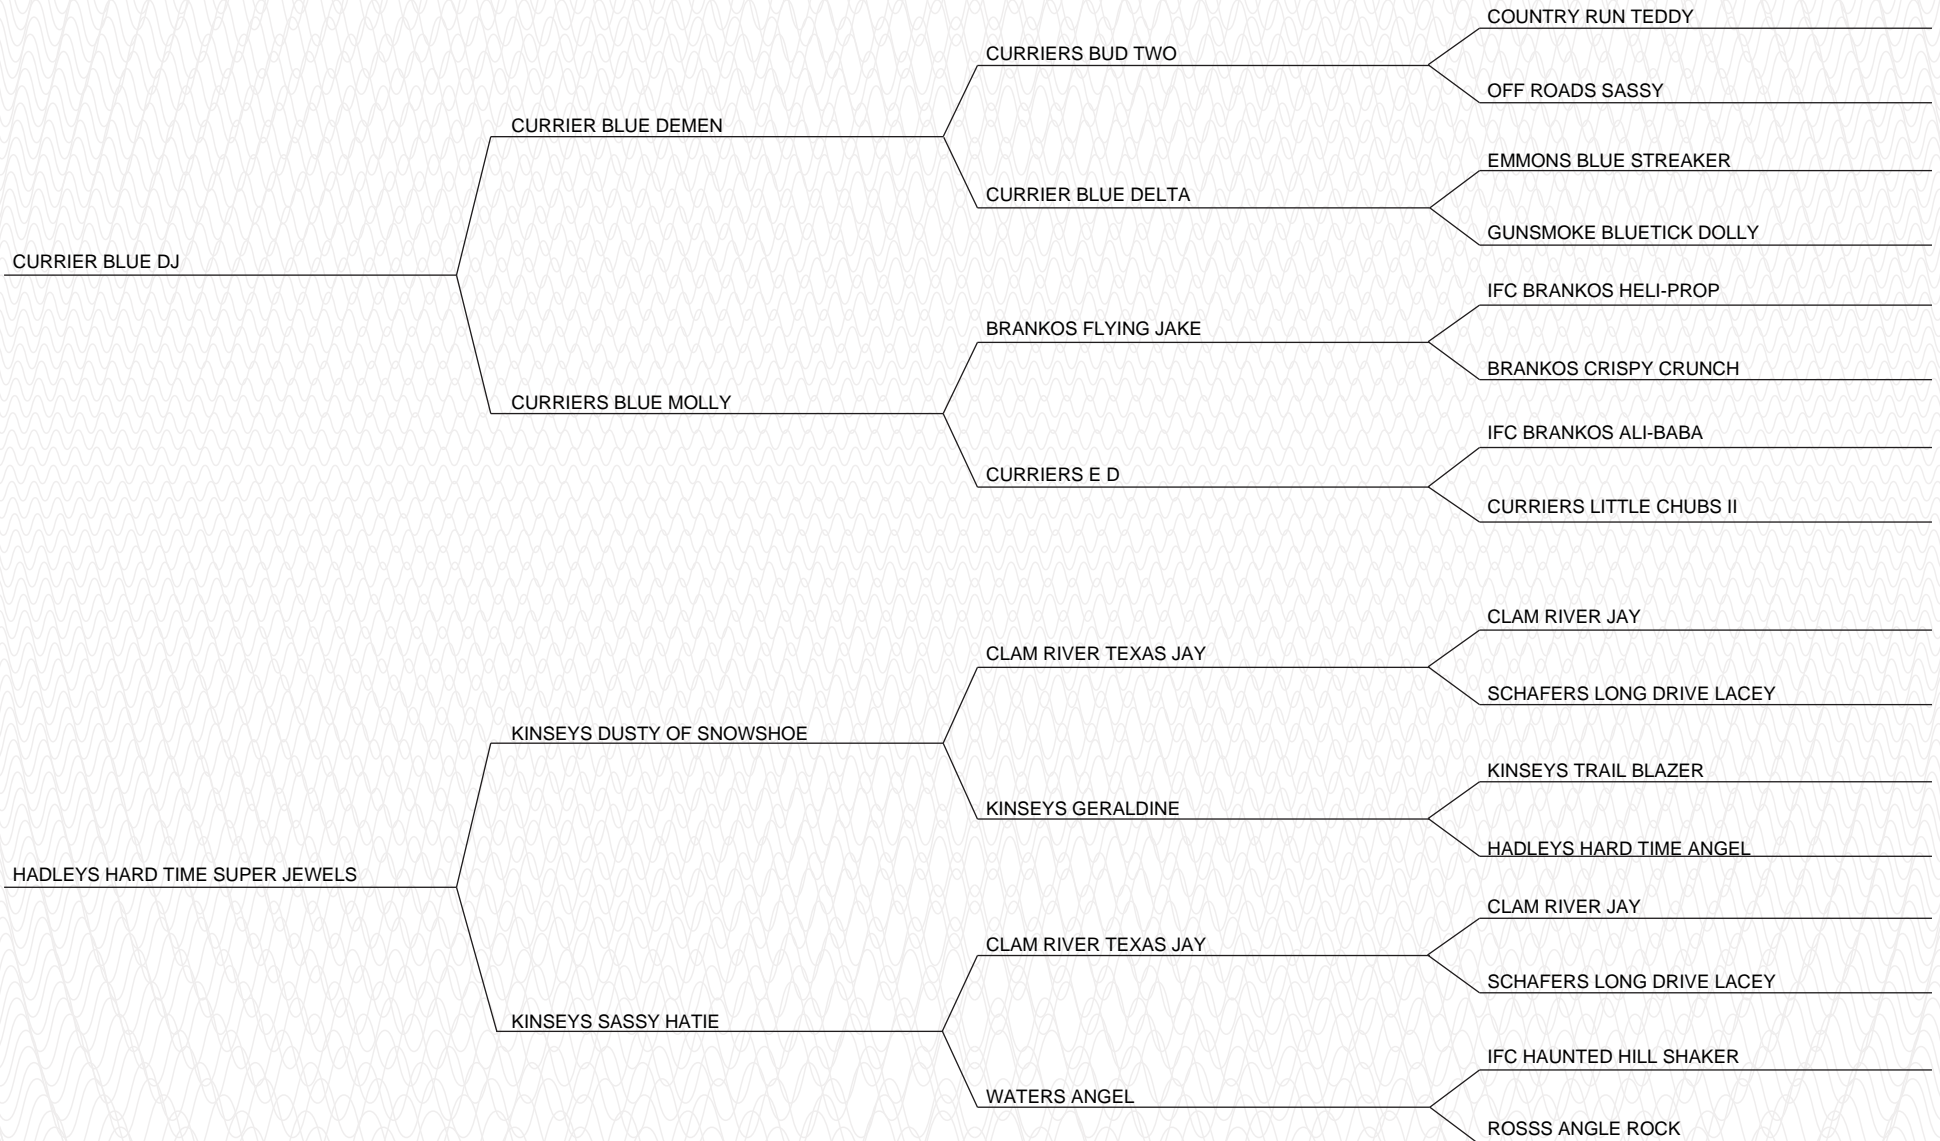 COUNTRY RUN TEDDY
CURRIERS BUD TWO
OFF ROADS SASSY
CURRIER BLUE DEMEN
EMMONS BLUE STREAKER
CURRIER BLUE DELTA
GUNSMOKE BLUETICK DOLLY
CURRIER BLUE DJ
IFC BRANKOS HELI-PROP
BRANKOS FLYING JAKE
BRANKOS CRISPY CRUNCH
CURRIERS BLUE MOLLY
IFC BRANKOS ALI-BABA
CURRIERS E D
CURRIERS LITTLE CHUBS II
CLAM RIVER JAY
CLAM RIVER TEXAS JAY
SCHAFERS LONG DRIVE LACEY
KINSEYS DUSTY OF SNOWSHOE
KINSEYS TRAIL BLAZER
KINSEYS GERALDINE
HADLEYS HARD TIME ANGEL
HADLEYS HARD TIME SUPER JEWELS
CLAM RIVER JAY
CLAM RIVER TEXAS JAY
SCHAFERS LONG DRIVE LACEY
KINSEYS SASSY HATIE
IFC HAUNTED HILL SHAKER
WATERS ANGEL
ROSSS ANGLE ROCK